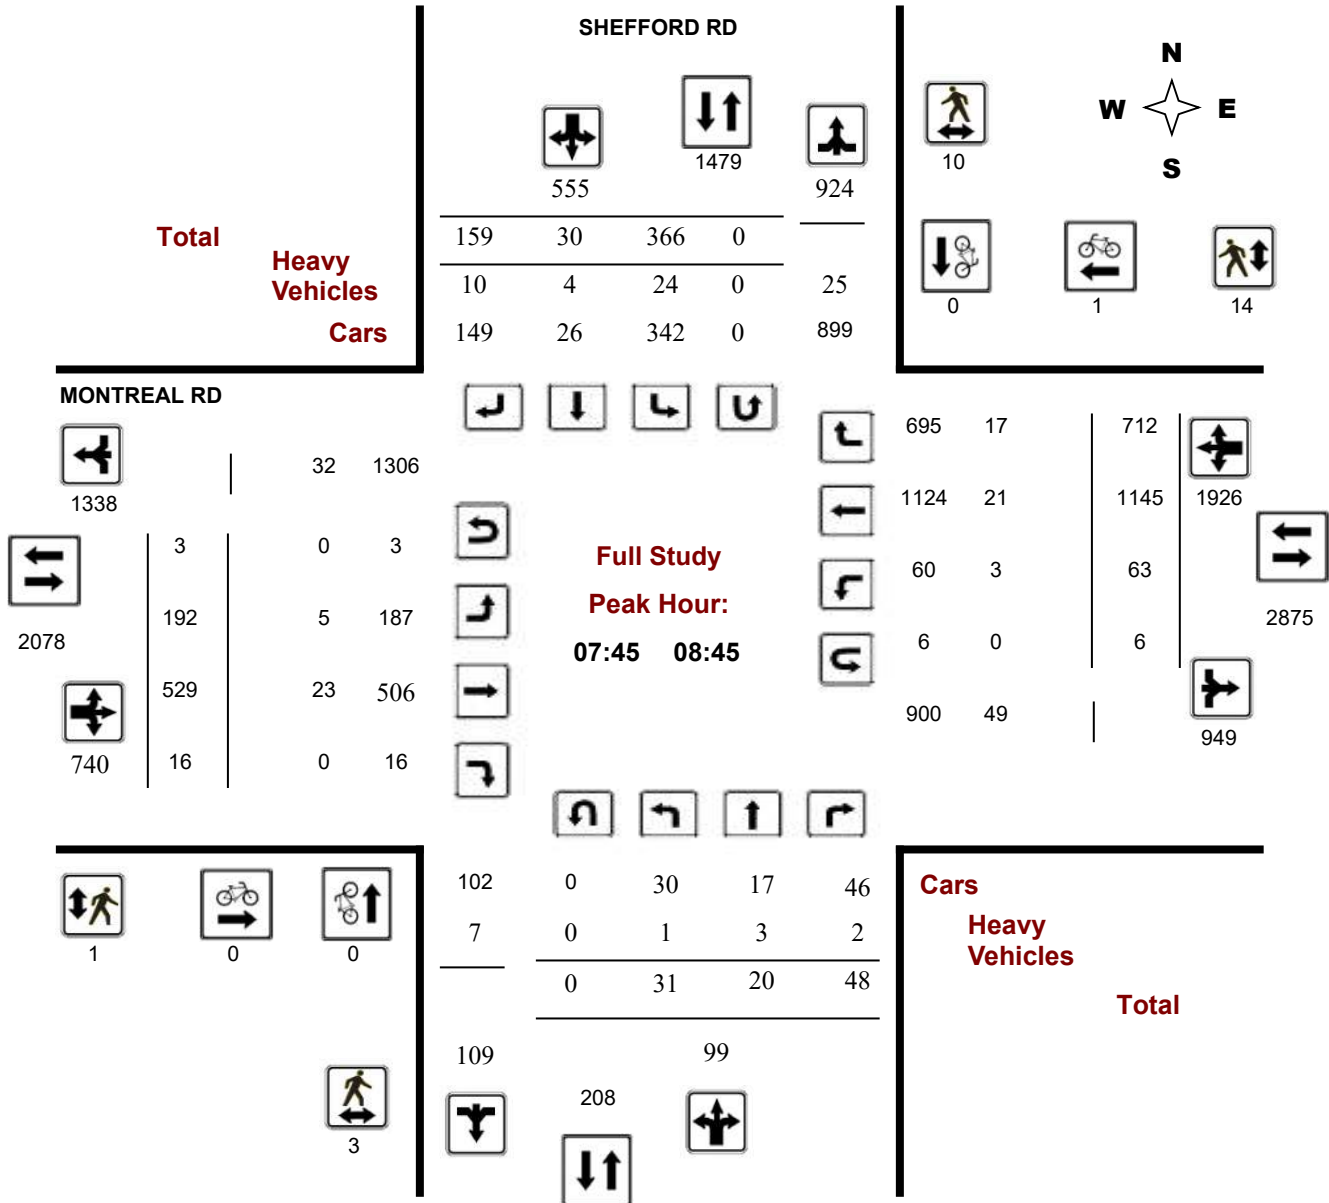 SHEFFORD RD
N
W E
S
10
1479
555 924
Total
159 30 366 0
Heavy
Vehicles
10 4 24 0 25
Cars
149 26 342 0 899
0 1 14
MONTREAL RD
695 17 712
32 1306
1338
1124 21 1145 1926
3 0 3
Full Study
60 3 63
Peak Hour:
192 5 187
2078
2875
07:45 08:45
6 0 6
529 23 506
900 49
949
740 16 0 16
102 0 30 17 46
Cars
7 0 1 3 2
Heavy
Vehicles
1 0 0
0 31 20 48
Total
109 99
208
3